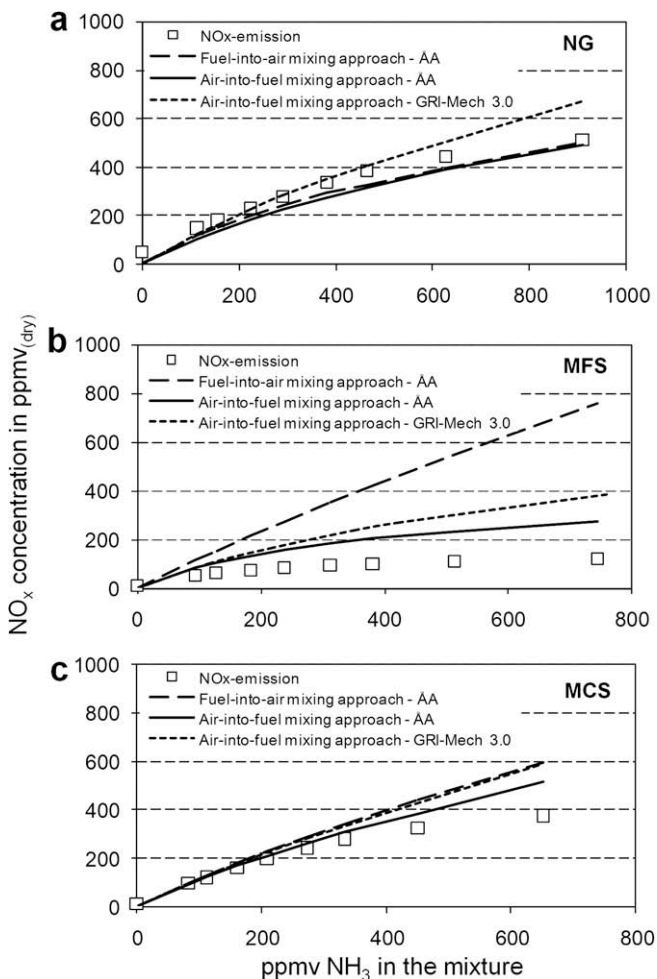 a
1000
800
600
400
200
0
NOx-emission
NG
Fuel-into-air mixing approach - ÅA
Air-into-fuel mixing approach - ÅA
Air-into-fuel mixing approach - GRI-Mech 3.0
0 200 400 600 800 1000
b
1000
800
600
400
200
0
NOx-emission
MFS
Fuel-into-air mixing approach - ÅA
Air-into-fuel mixing approach - ÅA
Air-into-fuel mixing approach - GRI-Mech 3.0
0 200 400 600 800
NOx concentration in ppmv(dry)
c
1000
800
600
400
200
0
NOx-emission
MCS
Fuel-into-air mixing approach - ÅA
Air-into-fuel mixing approach - ÅA
Air-into-fuel mixing approach - GRI-Mech 3.0
0 200 400 600 800
ppmv NH3 in the mixture